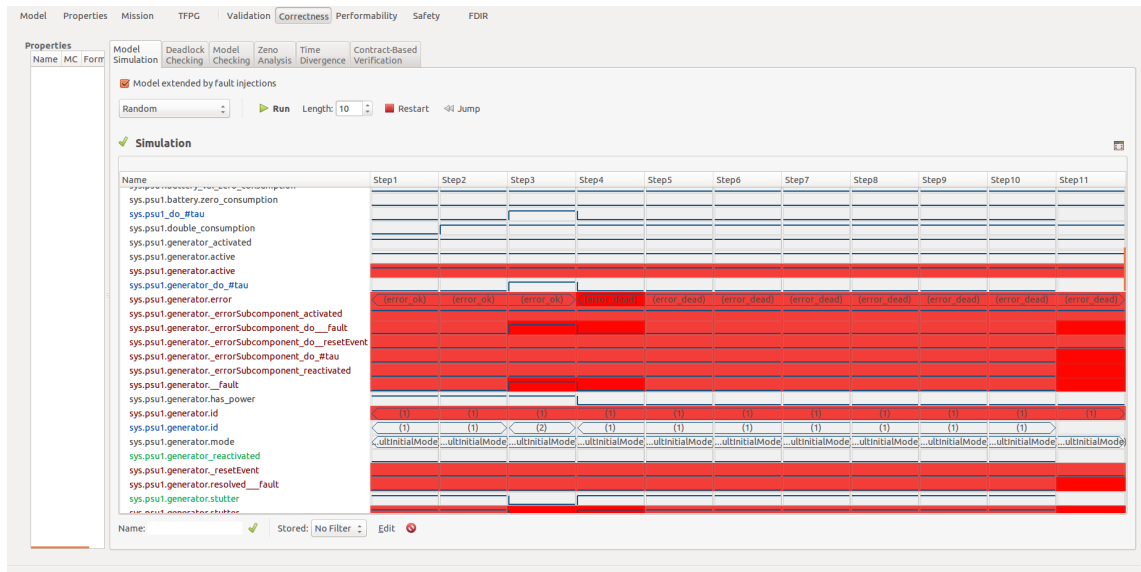 Model Properties Mission TFPG Validation Correctness Performability Safety FDIR
Properties
Name MC Form
Model Simulation Deadlock Checking Model Checking Zeno Analysis Time Divergence Contract-Based Verification
Model extended by fault injections
Random Run Length: 10 Restart Jump
Simulation
Name Step1 Step2 Step3 Step4 Step5 Step6 Step7 Step8 Step9 Step10 Step11
sys.psu1.battery.zero_consumption
sys.psu1_do_#tau
sys.psu1.double_consumption
sys.psu1.generator_activated
sys.psu1.generator.active
sys.psu1.generator.active
sys.psu1.generator_do_#tau
sys.psu1.generator.error (error_ok) (error_ok) (error_ok) (error_dead) (error_dead) (error_dead) (error_dead) (error_dead) (error_dead) (error_dead) (error_dead)
sys.psu1.generator._errorSubcomponent_activated
sys.psu1.generator._errorSubcomponent_do___fault
sys.psu1.generator._errorSubcomponent_do__resetEvent
sys.psu1.generator._errorSubcomponent_do_#tau
sys.psu1.generator._errorSubcomponent_reactivated
sys.psu1.generator.__fault
sys.psu1.generator.has_power
sys.psu1.generator.id (1) (1) (1) (1) (1) (1) (1) (1) (1) (1) (1)
sys.psu1.generator.id (1) (1) (2) (1) (1) (1) (1) (1) (1) (1)
sys.psu1.generator.mode ...ultInitialMode ...ultInitialMode ...ultInitialMode ...ultInitialMode ...ultInitialMode ...ultInitialMode ...ultInitialMode ...ultInitialMode ...ultInitialMode ...ultInitialMode ...ultInitialMode)
sys.psu1.generator_reactivated
sys.psu1.generator._resetEvent
sys.psu1.generator.resolved___fault
sys.psu1.generator.stutter
Name: Stored: No Filter Edit